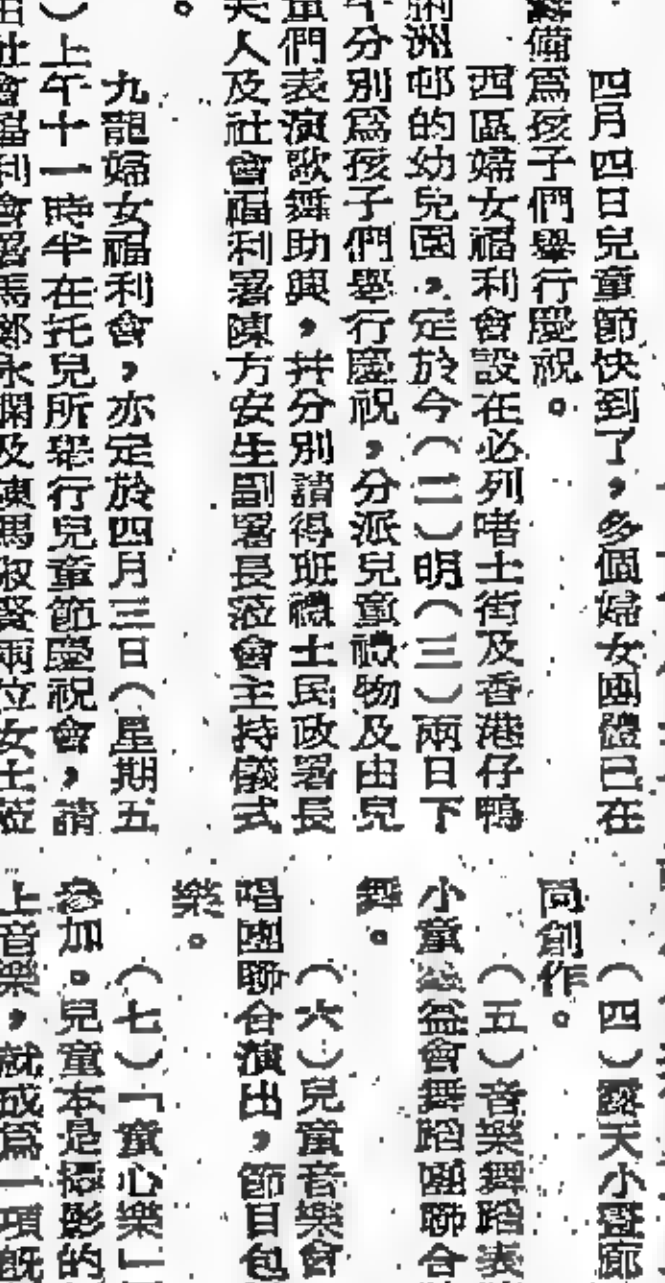 四月四日兒童節快到了，多個婦女團體已在
籌備爲孩子們舉行慶祝。
西區婦女福利會設在必列啫士街及香港仔鴨
脷洲邨的幼兒園，定於今（二）明（三）兩日下
午分別爲孩子們舉行慶祝，分派兒童禮物及由兒
童們表演歌舞助興，幷分別請得班禮士民政署長
夫人及社會福利署陳方安生副署長蒞會主持儀式
。
九龍婦女福利會，亦定於四月三日（星期五
）上午十一時半在托兒所舉行兒童節慶祝會，請
由社會福利會署馬鄭永
及陳馬淑賢兩位女士蒞
（四）露天小畫廊
同創作。
（五）音樂舞蹈表
小童益會舞蹈團聯合
舞。
（六）兒童音樂會
唱團聯合演出，節目包
樂。
（七）「童心樂」
參加。兒童本是攝影的
上音樂，就成爲一項旣